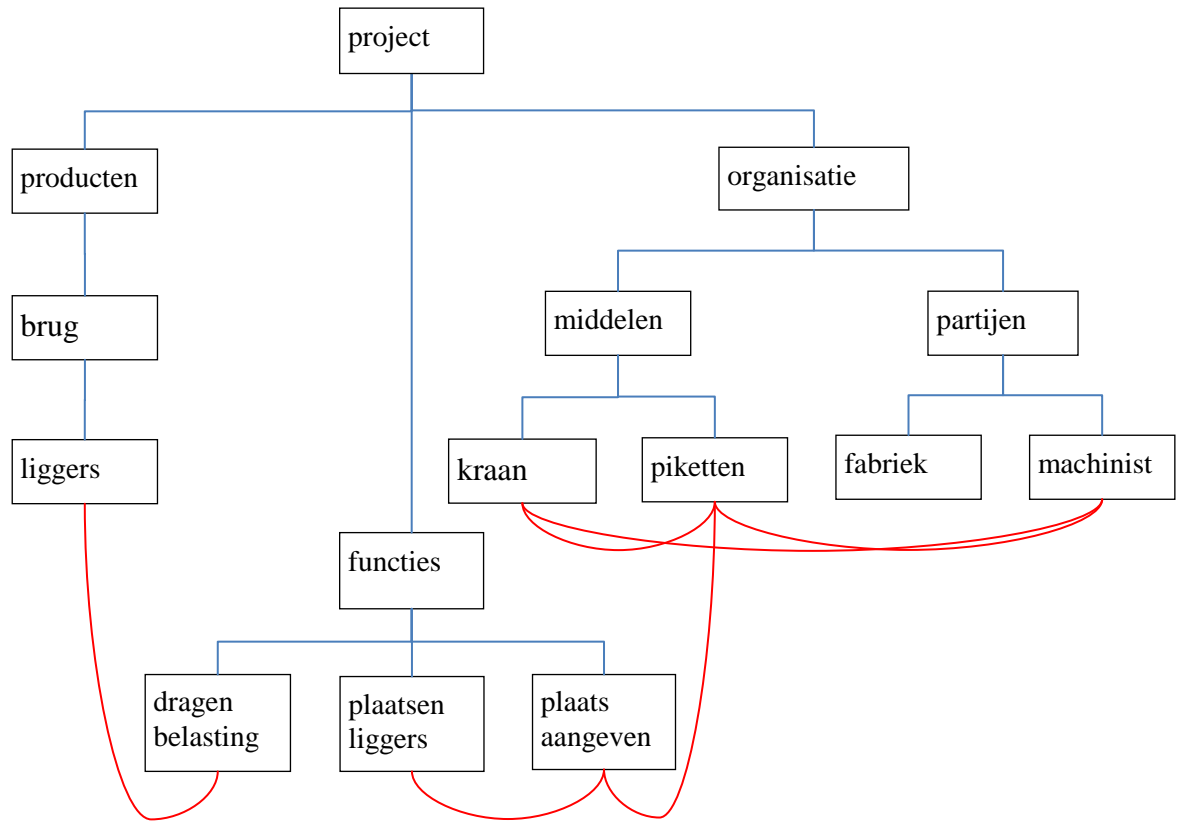 project
producten
organisatie
brug
middelen
partijen
liggers
kraan
piketten
fabriek
machinist
functies
dragen
belasting
plaatsen
liggers
plaats
aangeven